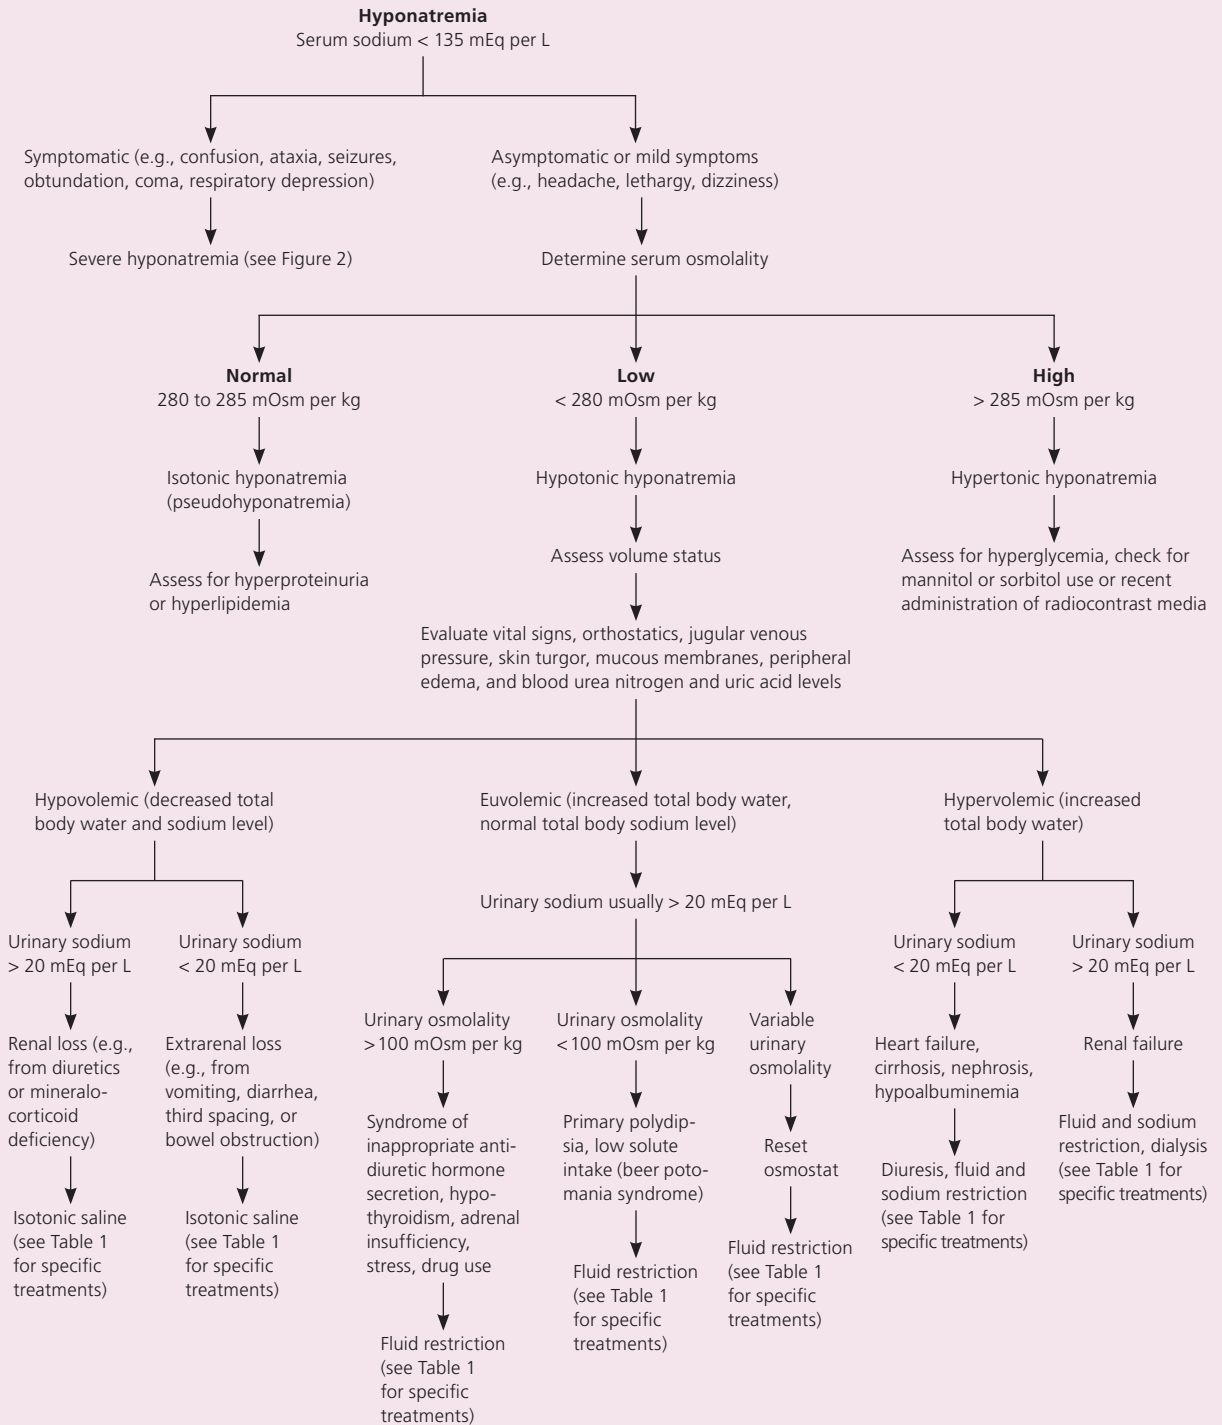 Hyponatremia
Serum sodium < 135 mEq per L
Symptomatic (e.g., confusion, ataxia, seizures,
obtundation, coma, respiratory depression)
Asymptomatic or mild symptoms
(e.g., headache, lethargy, dizziness)
Severe hyponatremia (see Figure 2)
Determine serum osmolality
Normal
280 to 285 mOsm per kg
Low
< 280 mOsm per kg
High
> 285 mOsm per kg
Isotonic hyponatremia
(pseudohyponatremia)
Hypotonic hyponatremia
Hypertonic hyponatremia
Assess for hyperproteinuria
or hyperlipidemia
Assess volume status
Assess for hyperglycemia, check for
mannitol or sorbitol use or recent
administration of radiocontrast media
Evaluate vital signs, orthostatics, jugular venous
pressure, skin turgor, mucous membranes, peripheral
edema, and blood urea nitrogen and uric acid levels
Hypovolemic (decreased total
body water and sodium level)
Euvolemic (increased total body water,
normal total body sodium level)
Hypervolemic (increased
total body water)
Urinary sodium usually > 20 mEq per L
Urinary sodium
> 20 mEq per L
Urinary sodium
< 20 mEq per L
Urinary sodium
< 20 mEq per L
Urinary sodium
> 20 mEq per L
Urinary osmolality
>100 mOsm per kg
Urinary osmolality
<100 mOsm per kg
Variable
urinary
osmolality
Renal loss (e.g.,
from diuretics
or mineralo-
corticoid
deficiency)
Extrarenal loss
(e.g., from
vomiting, diarrhea,
third spacing, or
bowel obstruction)
Heart failure,
cirrhosis, nephrosis,
hypoalbuminemia
Renal failure
Syndrome of
inappropriate anti-
diuretic hormone
secretion, hypo-
thyroidism, adrenal
insufficiency,
stress, drug use
Primary polydip-
sia, low solute
intake (beer poto-
mania syndrome)
Reset
osmostat
Fluid and sodium
restriction, dialysis
(see Table 1 for
specific treatments)
Diuresis, fluid and
sodium restriction
(see Table 1 for
specific treatments)
Isotonic saline
(see Table 1
for specific
treatments)
Isotonic saline
(see Table 1
for specific
treatments)
Fluid restriction
(see Table 1
for specific
treatments)
Fluid restriction
(see Table 1
for specific
treatments)
Fluid restriction
(see Table 1
for specific
treatments)